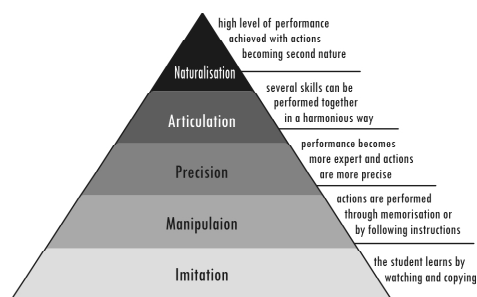 high level of performance
achieved with actions
becoming second nature
Naturalisation
several skills can be
performed together
in a harmonious way
Articulation
performance becomes
more expert and actions
are more precise
Precision
actions are performed
through memorisation or
by following instructions
Manipulaion
the student learns by
watching and copying
Imitation